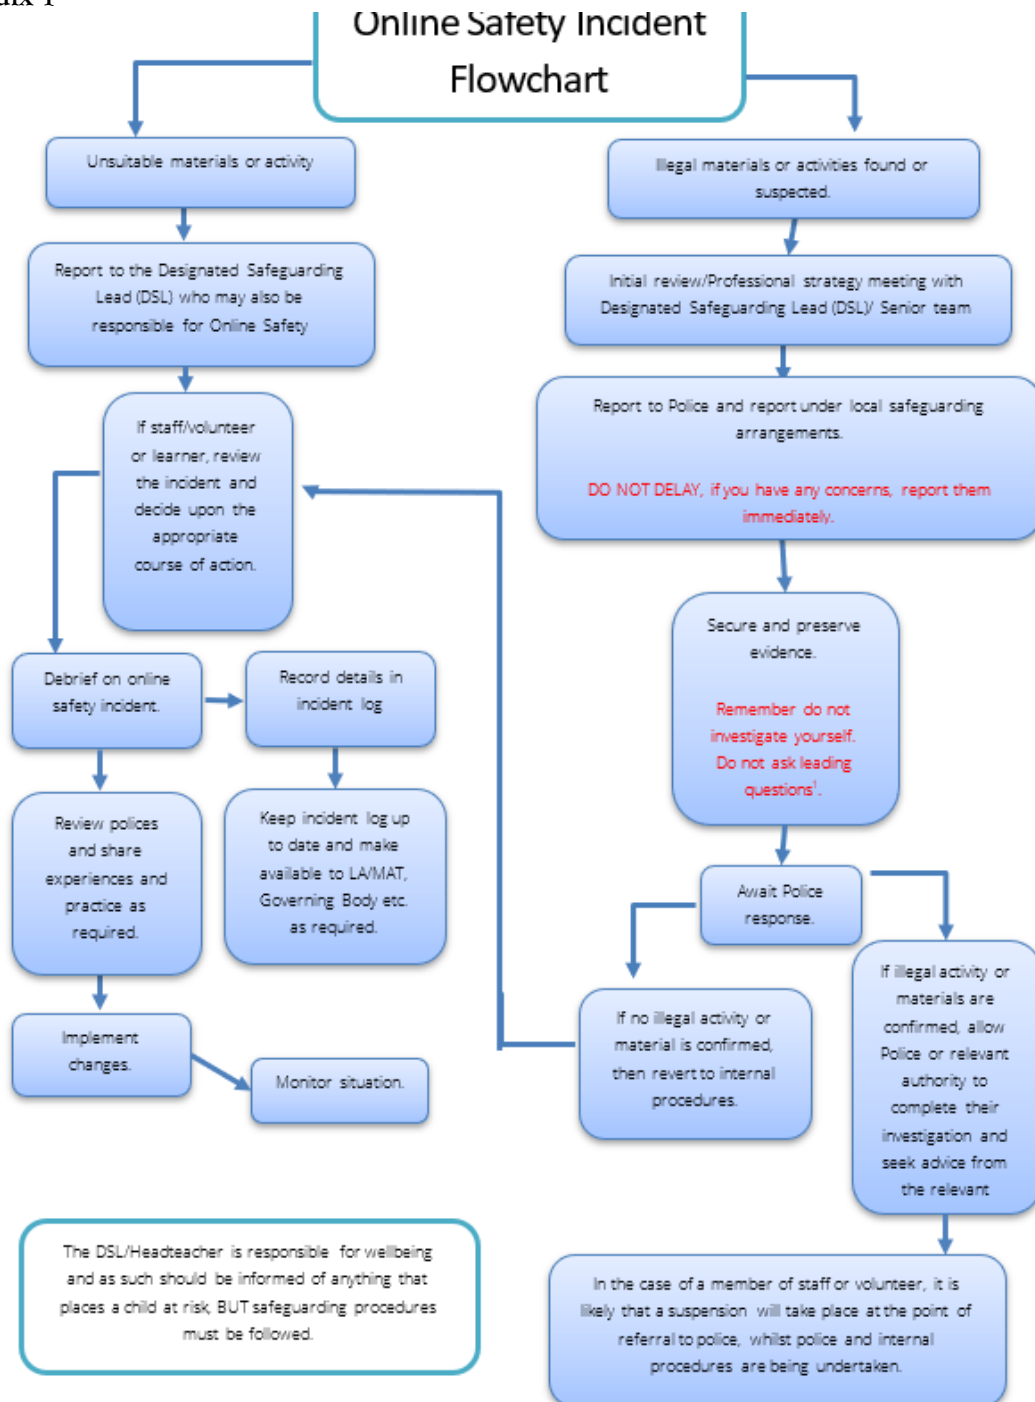 Online Safety Incident
Flowchart
Unsuitable materials or activity
Report to the Designated Safeguarding
Lead (DSL) who may also be
responsible for Online Safety
If staff/volunteer
or learner, review
the incident and
decide upon the
appropriate
course of action.
Debrief on online
safety incident.
Record details in
incident log
Review polices
and share
experiences and
practice as
required.
Keep incident log up
to date and make
available to LA/MAT,
Governing Body etc.
as required.
Implement
changes.
Monitor situation.
Illegal materials or activities found or
suspected.
Initial review/Professional strategy meeting with
Designated Safeguarding Lead (DSL)/ Senior team
Report to Police and report under local safeguarding
arrangements.
DO NOT DELAY, if you have any concerns, report them
immediately.
Secure and preserve
evidence.
Remember do not
investigate yourself.
Do not ask leading
questions¹.
Await Police
response.
If no illegal activity or
material is confirmed,
then revert to internal
procedures.
If illegal activity or
materials are
confirmed, allow
Police or relevant
authority to
complete their
investigation and
seek advice from
the relevant
In the case of a member of staff or volunteer, it is
likely that a suspension will take place at the point of
referral to police, whilst police and internal
procedures are being undertaken.
The DSL/Headteacher is responsible for wellbeing
and as such should be informed of anything that
places a child at risk, BUT safeguarding procedures
must be followed.